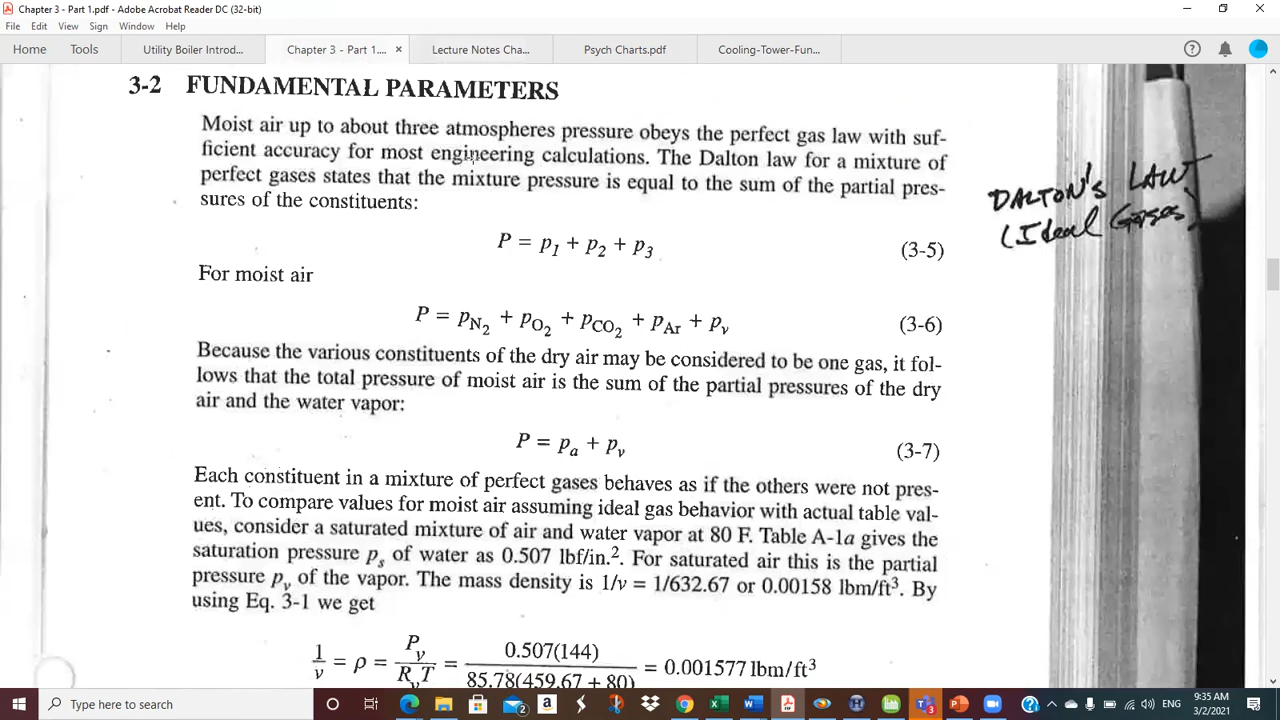 Chapter 3 - Part 1.pdf - Adobe Acrobat Reader DC (32-bit)
File Edit View Sign Window Help
Home Tools Utility Boiler Introd... Chapter 3 - Part 1.... × Lecture Notes Cha... Psych Charts.pdf Cooling-Tower-Fun...
3-2 FUNDAMENTAL PARAMETERS
Moist air up to about three atmospheres pressure obeys the perfect gas law with suf-
ficient accuracy for most engineering calculations. The Dalton law for a mixture of
perfect gases states that the mixture pressure is equal to the sum of the partial pres-
sures of the constituents:
DALTON'S LAW
(Ideal Gases)
P = p₁ + p₂ + p₃ (3-5)
For moist air
P = p_N₂ + p_O₂ + p_CO₂ + p_Ar + p_v (3-6)
Because the various constituents of the dry air may be considered to be one gas, it fol-
lows that the total pressure of moist air is the sum of the partial pressures of the dry
air and the water vapor:
P = p_a + p_v (3-7)
Each constituent in a mixture of perfect gases behaves as if the others were not pres-
ent. To compare values for moist air assuming ideal gas behavior with actual table val-
ues, consider a saturated mixture of air and water vapor at 80 F. Table A-1a gives the
saturation pressure p_s of water as 0.507 lbf/in.². For saturated air this is the partial
pressure p_v of the vapor. The mass density is 1/v = 1/632.67 or 0.00158 lbm/ft³. By
using Eq. 3-1 we get
1/v = ρ = P_v/R_vT = 0.507(144)/85.78(459.67 + 80) = 0.001577 lbm/ft³
Type here to search
ENG
9:35 AM
3/2/2021